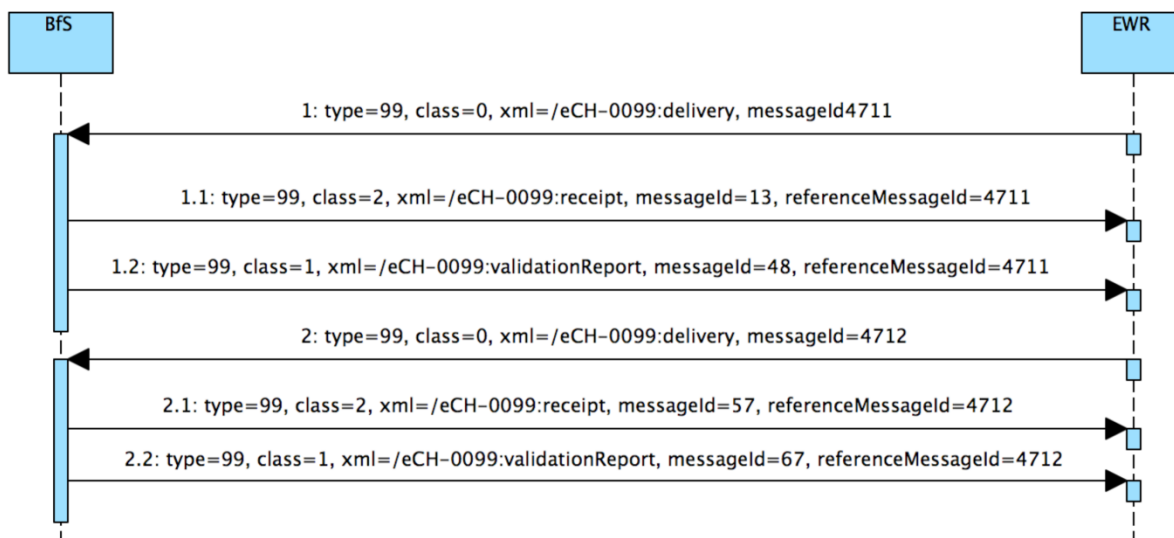 BfS
EWR
1: type=99, class=0, xml=/eCH-0099:delivery, messageId4711
1.1: type=99, class=2, xml=/eCH-0099:receipt, messageId=13, referenceMessageId=4711
1.2: type=99, class=1, xml=/eCH-0099:validationReport, messageId=48, referenceMessageId=4711
2: type=99, class=0, xml=/eCH-0099:delivery, messageId=4712
2.1: type=99, class=2, xml=/eCH-0099:receipt, messageId=57, referenceMessageId=4712
2.2: type=99, class=1, xml=/eCH-0099:validationReport, messageId=67, referenceMessageId=4712